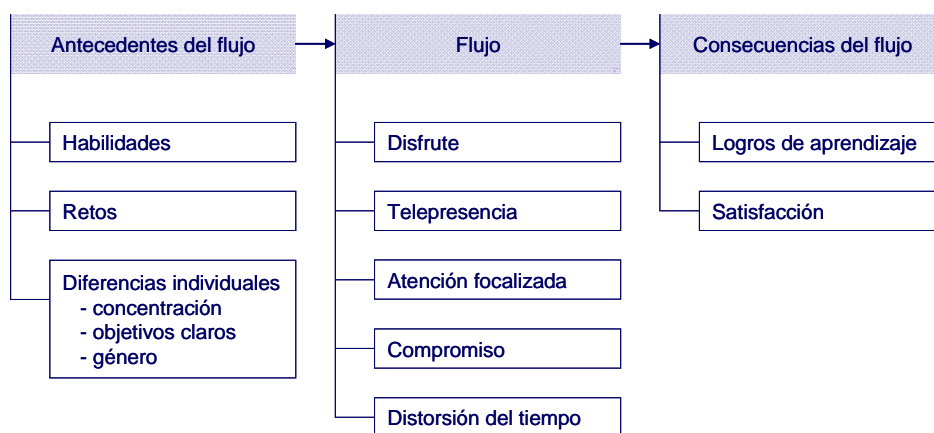 Antecedentes del flujo
Flujo
Consecuencias del flujo
Habilidades
Retos
Diferencias individuales
- concentración
- objetivos claros
- género
Disfrute
Telepresencia
Atención focalizada
Compromiso
Distorsión del tiempo
Logros de aprendizaje
Satisfacción